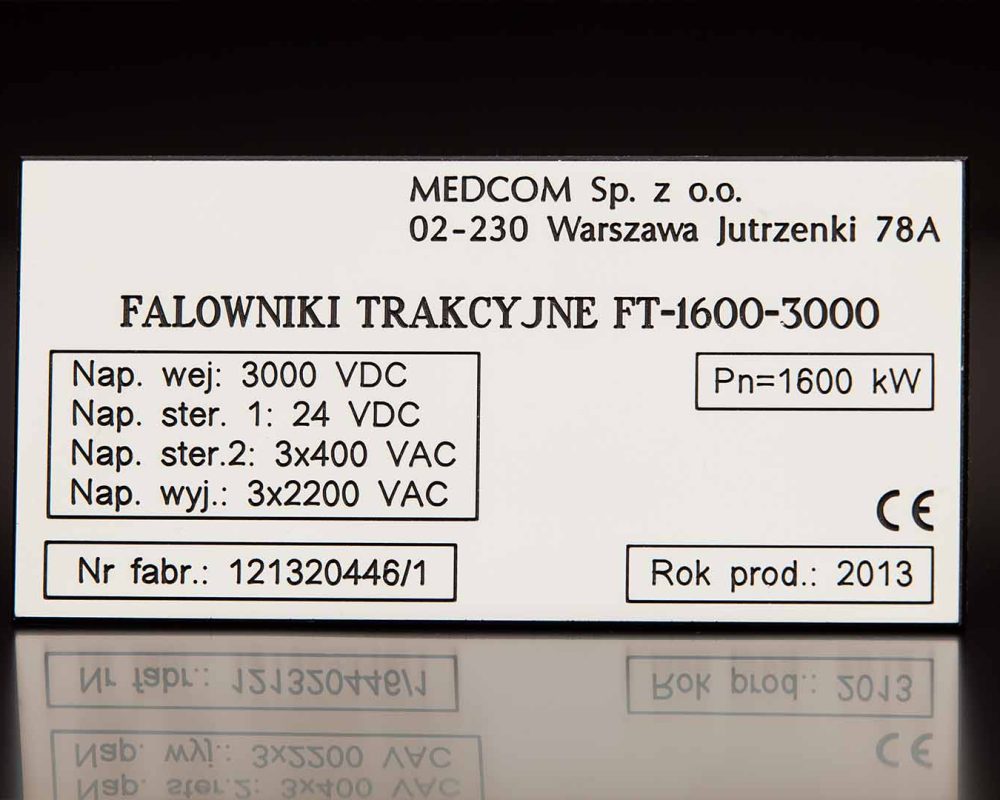 MEDCOM Sp. z o.o.
02-230 Warszawa Jutrzenki 78A
FALOWNIKI TRAKCYJNE FT-1600-3000
Nap. wej: 3000 VDC
Nap. ster. 1: 24 VDC
Nap. ster.2: 3x400 VAC
Nap. wyj.: 3x2200 VAC
Pn=1600 kW
CE
Nr fabr.: 121320446/1
Rok prod.: 2013